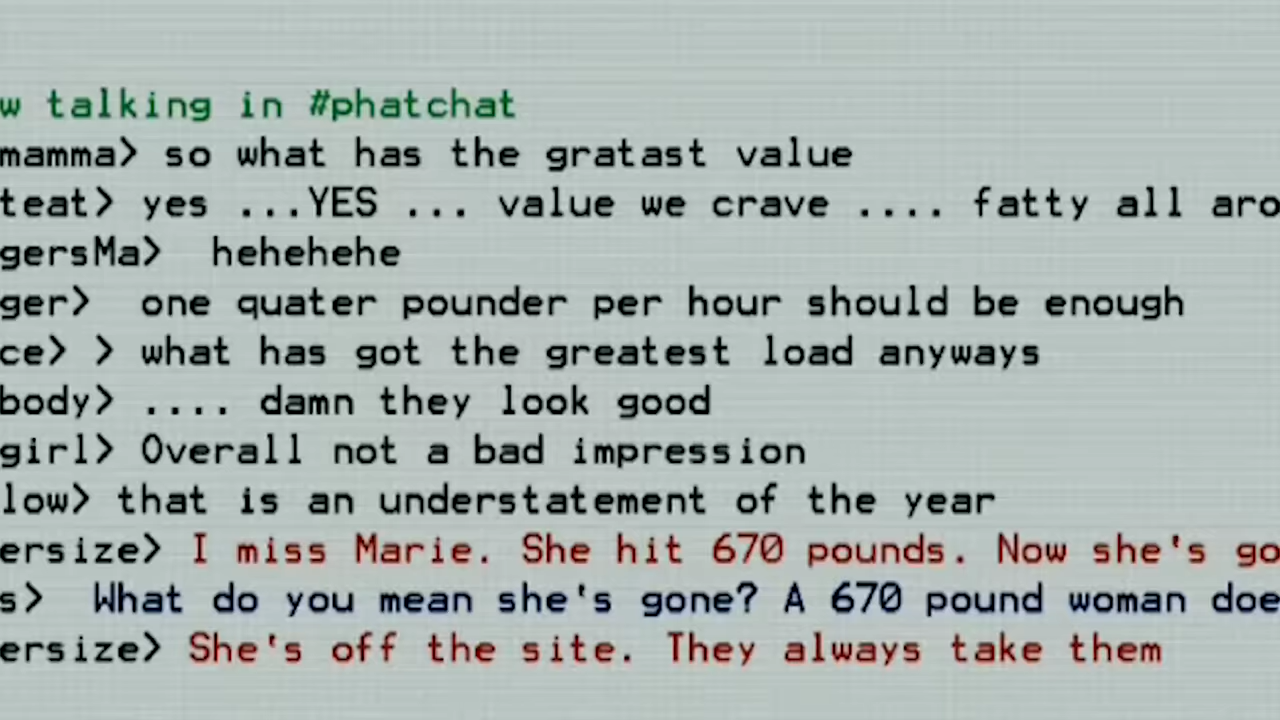 w talking in #phatchat
mamma> so what has the gratast value
teat> yes ...YES ... value we crave .... fatty all aro
gersMa> hehehehe
ger> one quater pounder per hour should be enough
ce> > what has got the greatest load anyways
body> .... damn they look good
girl> Overall not a bad impression
low> that is an understatement of the year
ersize> I miss Marie. She hit 670 pounds. Now she's go
s> What do you mean she's gone? A 670 pound woman doe
ersize> She's off the site. They always take them